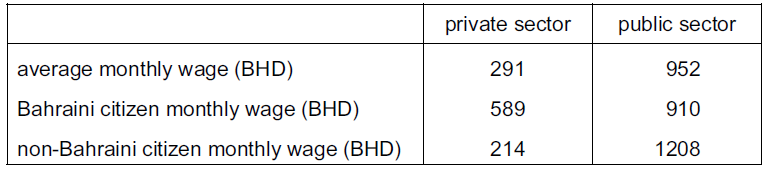 private sector public sector
average monthly wage (BHD) 291 952
Bahraini citizen monthly wage (BHD) 589 910
non-Bahraini citizen monthly wage (BHD) 214 1208